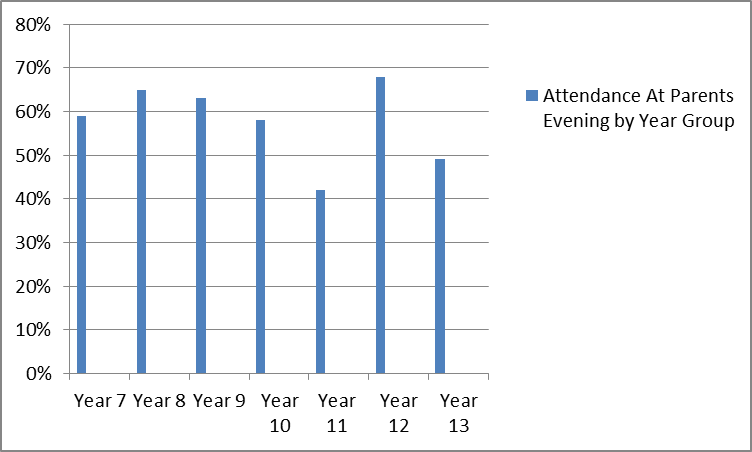 80%
70%
60%
50%
40%
30%
20%
10%
0%
Year 7 Year 8 Year 9 Year Year Year Year
10 11 12 13
Attendance At Parents
Evening by Year Group